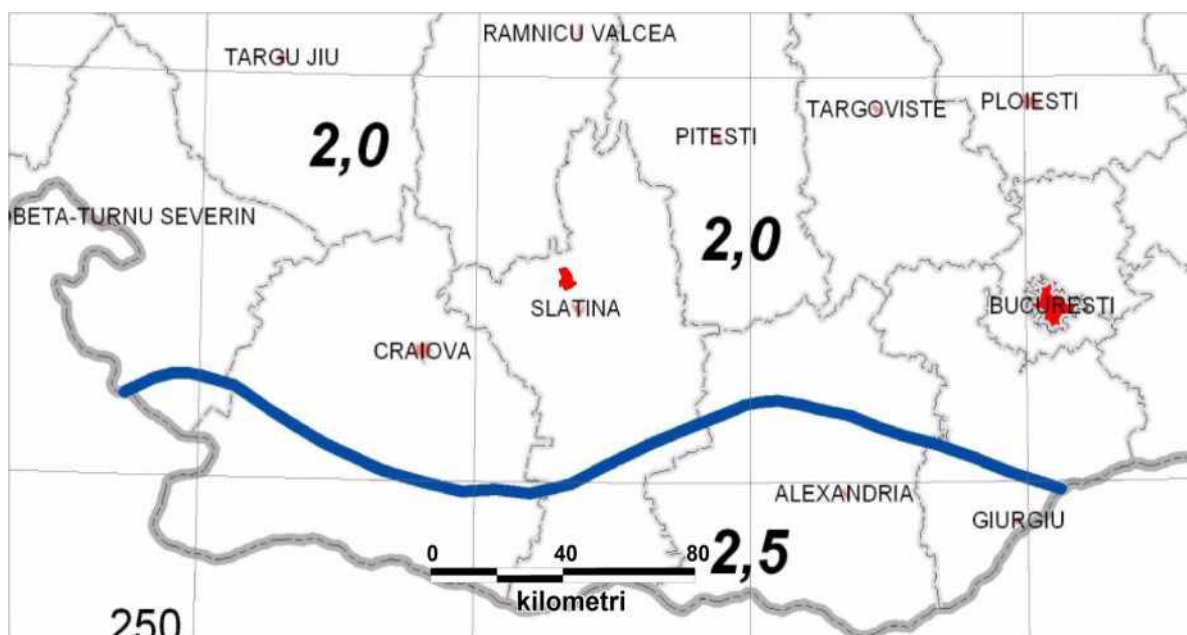 RAMNICU VALCEA
TARGU JIU
TARGOVISTE
PLOIESTI
PITESTI
2,0
OBETA-TURNU SEVERIN
2,0
SLATINA
BUCURESTI
CRAIOVA
ALEXANDRIA
GIURGIU
2,5
0 40 80
kilometri
250